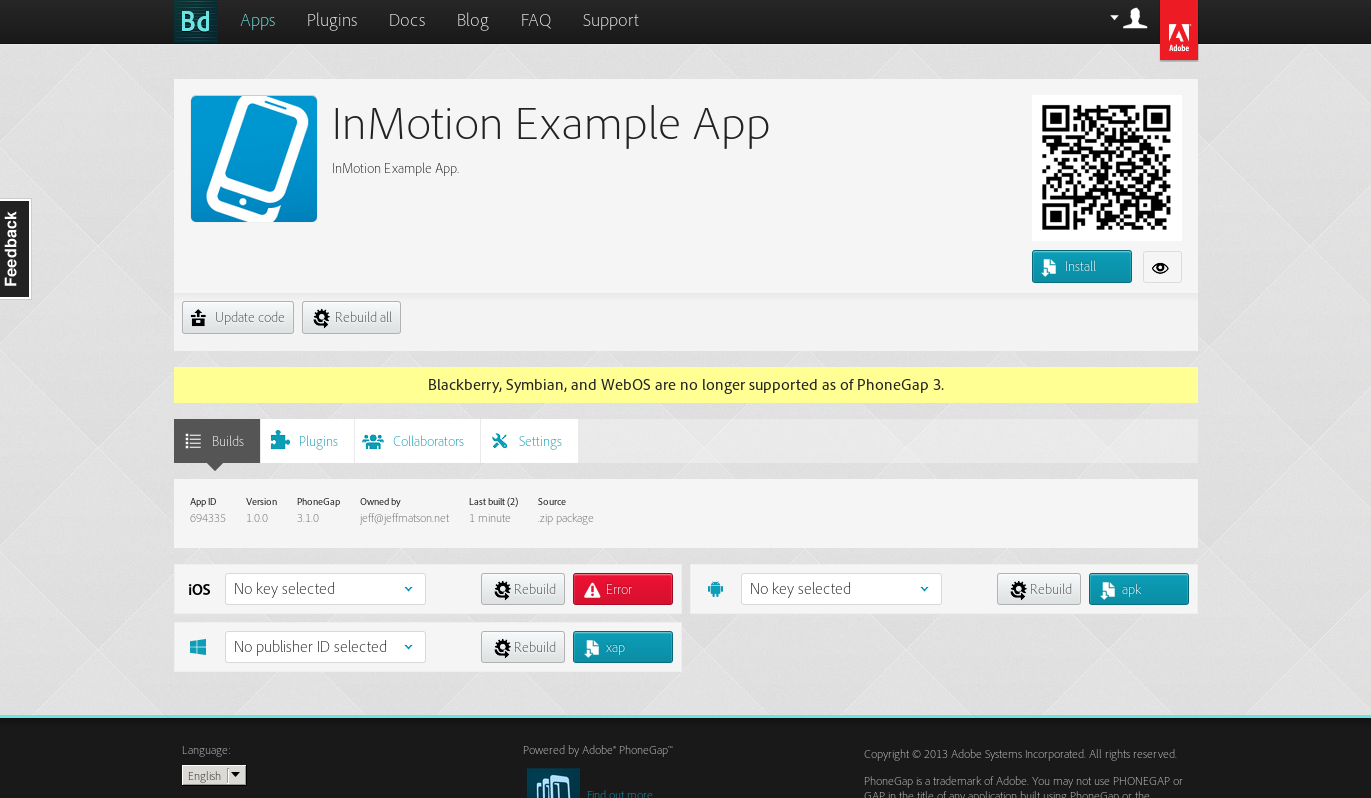 Bd Apps Plugins Docs Blog FAQ Support
Adobe
InMotion Example App
InMotion Example App.
Feedback
Install
Update code Rebuild all
Blackberry, Symbian, and WebOS are no longer supported as of PhoneGap 3.
Builds Plugins Collaborators Settings
App ID Version PhoneGap Owned by Last built (2) Source
694335 1.0.0 3.1.0 jeff@jeffmatson.net 1 minute .zip package
iOS No key selected Rebuild Error No key selected Rebuild apk
No publisher ID selected Rebuild xap
Language: Powered by Adobe® PhoneGap™ Copyright © 2013 Adobe Systems Incorporated. All rights reserved.
English
PhoneGap is a trademark of Adobe. You may not use PHONEGAP or
Find out more GAP in the title of any application built using PhoneGap or the